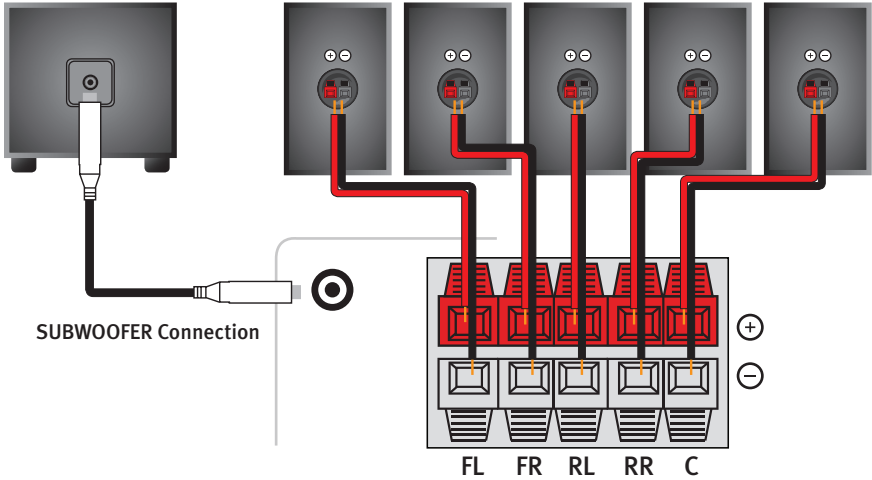 ⊕⊖ ⊕⊖ ⊕⊖ ⊕⊖ ⊕⊖
SUBWOOFER Connection
⊕
⊖
FL FR RL RR C